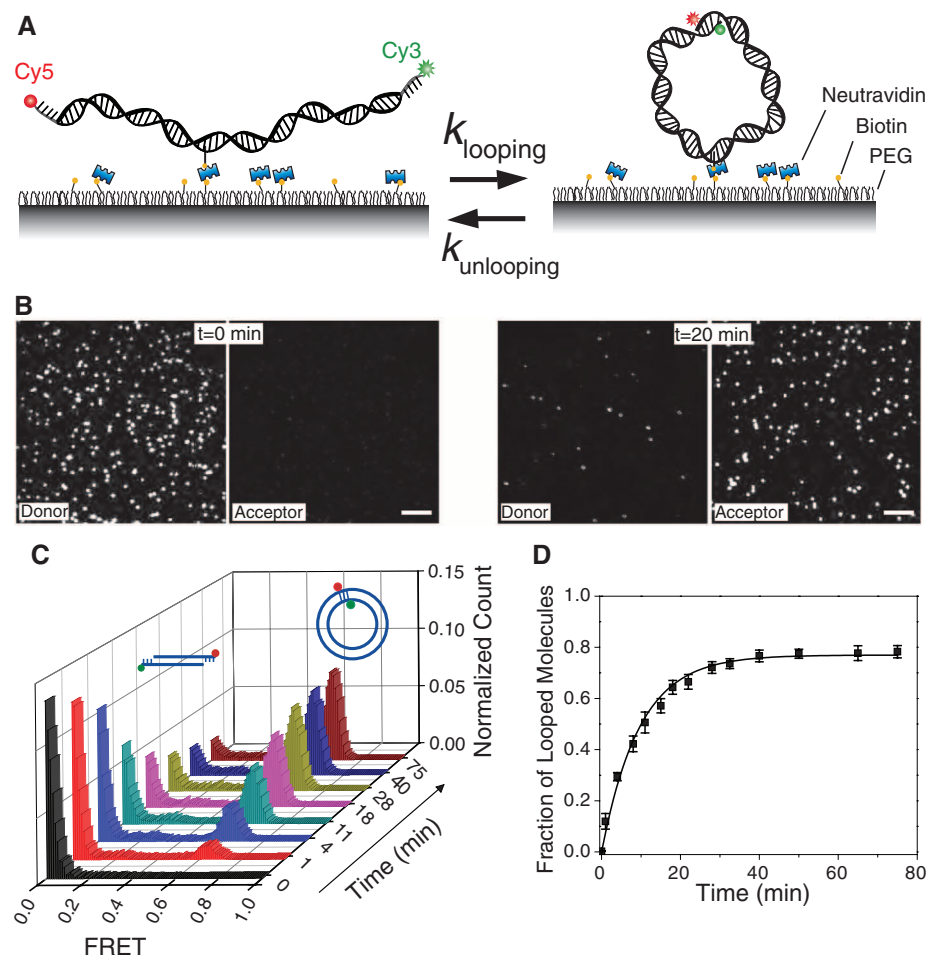 A
Cy5
Cy3
k looping
k unlooping
Neutravidin
Biotin
PEG
B
t=0 min
Donor
Acceptor
t=20 min
Donor
Acceptor
C
0.15
0.10
0.05
0.00
Normalized Count
0.0
0.2
0.4
0.6
0.8
1.0
FRET
0
1
4
11
18
28
40
75
Time (min)
D
1.0
0.8
0.6
0.4
0.2
0.0
Fraction of Looped Molecules
0
20
40
60
80
Time (min)